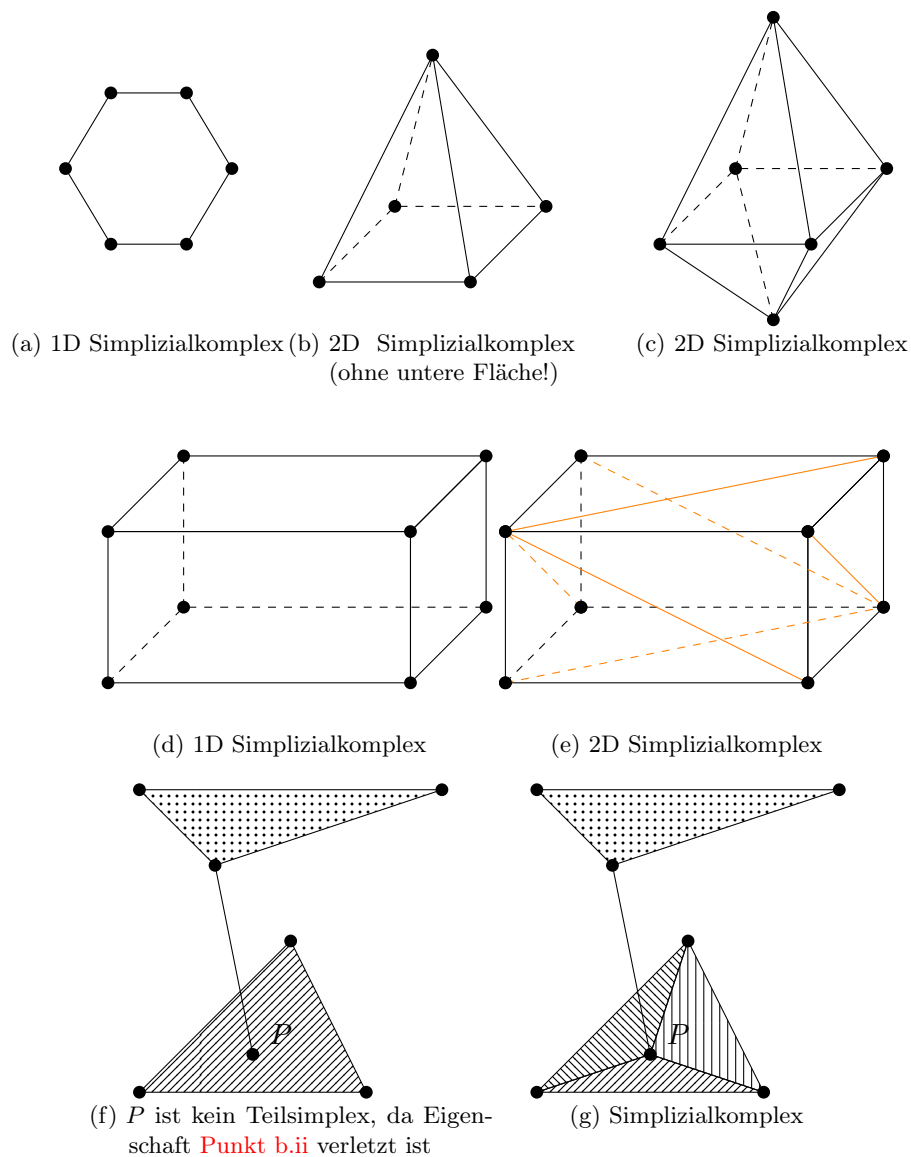 (a) 1D Simplizialkomplex
(b) 2D Simplizialkomplex
(ohne untere Fläche!)
(c) 2D Simplizialkomplex
(d) 1D Simplizialkomplex
(e) 2D Simplizialkomplex
P
P
(f) P ist kein Teilsimplex, da Eigen-
schaft Punkt b.ii verletzt ist
(g) Simplizialkomplex